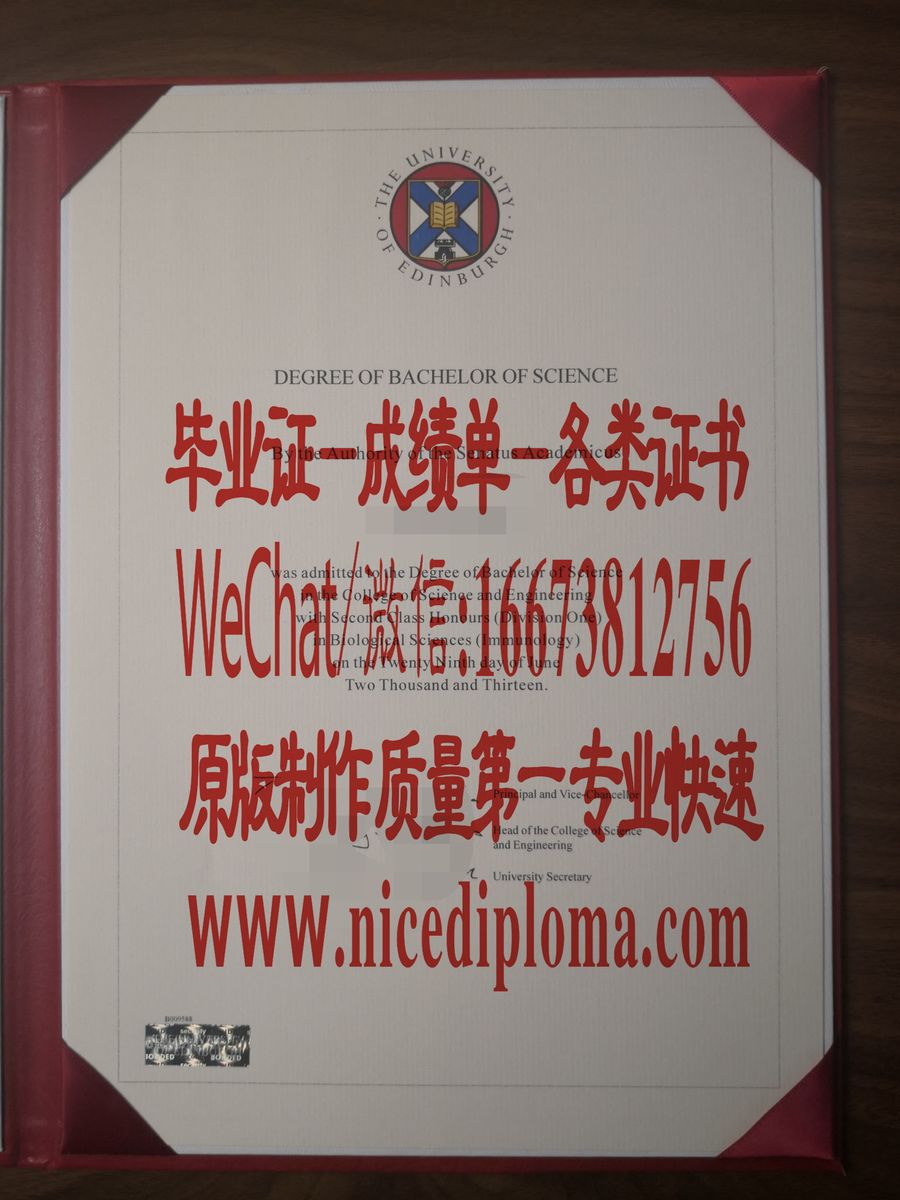 THE UNIVERSITY OF EDINBURGH
DEGREE OF BACHELOR OF SCIENCE
毕业证一成绩单一各类证书
By the Authority of the Senatus Academicus
was admitted to the Degree of Bachelor of Science
in the College of Science and Engineering
WeChat/微信:16673812756
with Second Class Honours (Division One)
in Biological Sciences (Immunology)
on the Twenty Ninth day of June
Two Thousand and Thirteen.
原版制作质量第一专业快速
Principal and Vice-Chancellor
Head of the College of Science
and Engineering
University Secretary
www.nicediploma.com
B009588